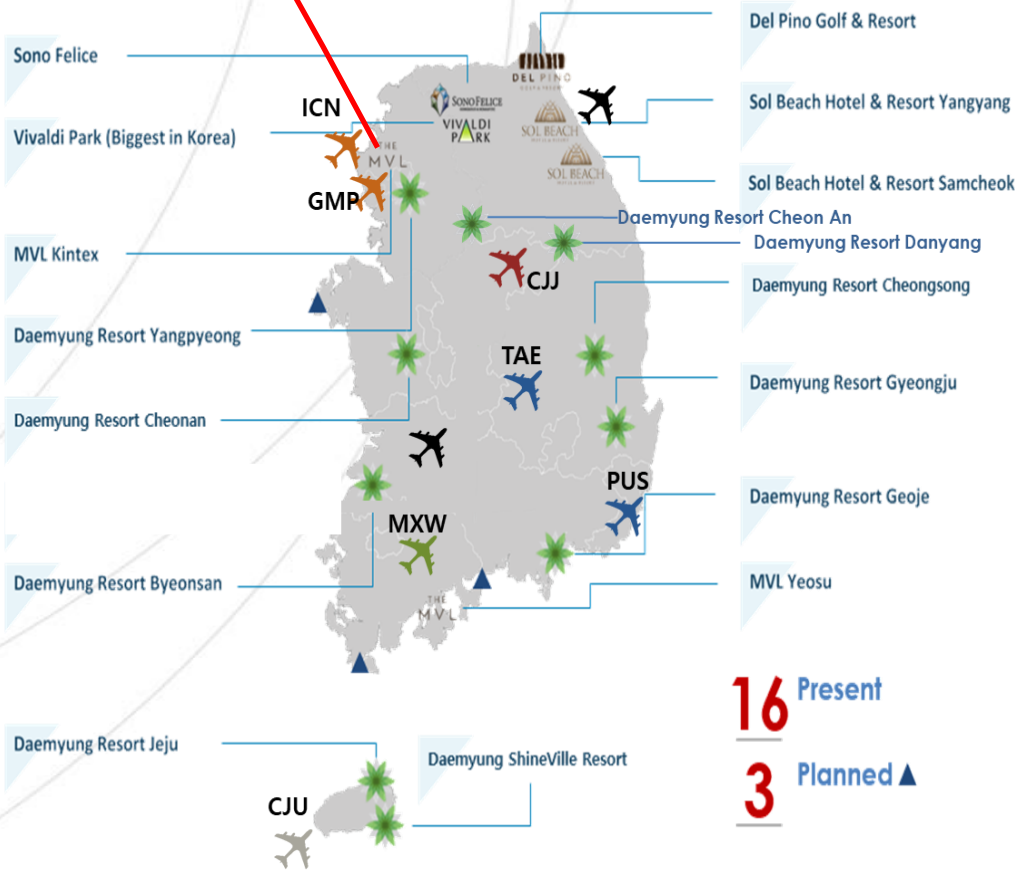 Del Pino Golf & Resort
Sono Felice
DEL PINO
ICN
SONO FELICE
Sol Beach Hotel & Resort Yangyang
Vivaldi Park (Biggest in Korea)
VIVALDI
PARK
SOL BEACH
THE
MVL
SOL BEACH
Sol Beach Hotel & Resort Samcheok
GMP
Daemyung Resort Cheon An
Daemyung Resort Danyang
MVL Kintex
CJJ
Daemyung Resort Cheongsong
Daemyung Resort Yangpyeong
TAE
Daemyung Resort Gyeongju
Daemyung Resort Cheonan
PUS
Daemyung Resort Geoje
MXW
Daemyung Resort Byeonsan
MVL Yeosu
THE
MVL
16 Present
3 Planned
Daemyung Resort Jeju
Daemyung ShineVille Resort
CJU